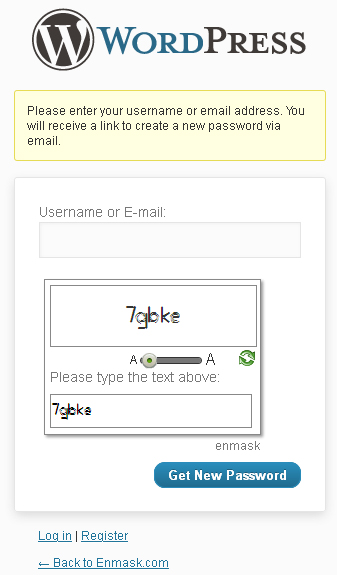 WORDPRESS
Please enter your username or email address. You
will receive a link to create a new password via
email.
Username or E-mail:
7gbke
A A
Please type the text above:
7gbke
enmask
Get New Password
Log in | Register
← Back to Enmask.com